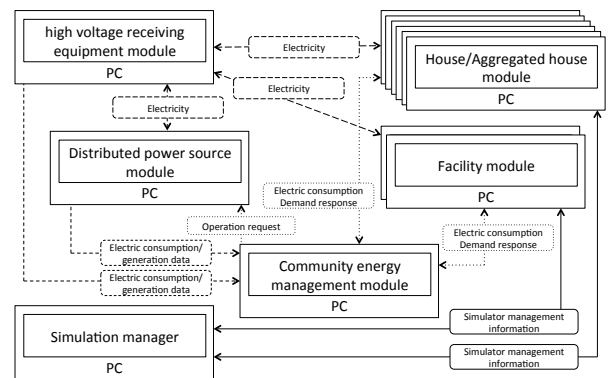 high voltage receiving
equipment module
PC
Electricity
House/Aggregated house
module
PC
Electricity
Electricity
Distributed power source
module
PC
Facility module
PC
Electric consumption
Demand response
Operation request
Electric consumption
Demand response
Electric consumption/
generation data
Electric consumption/
generation data
Community energy
management module
PC
Simulation manager
PC
Simulator management
information
Simulator management
information